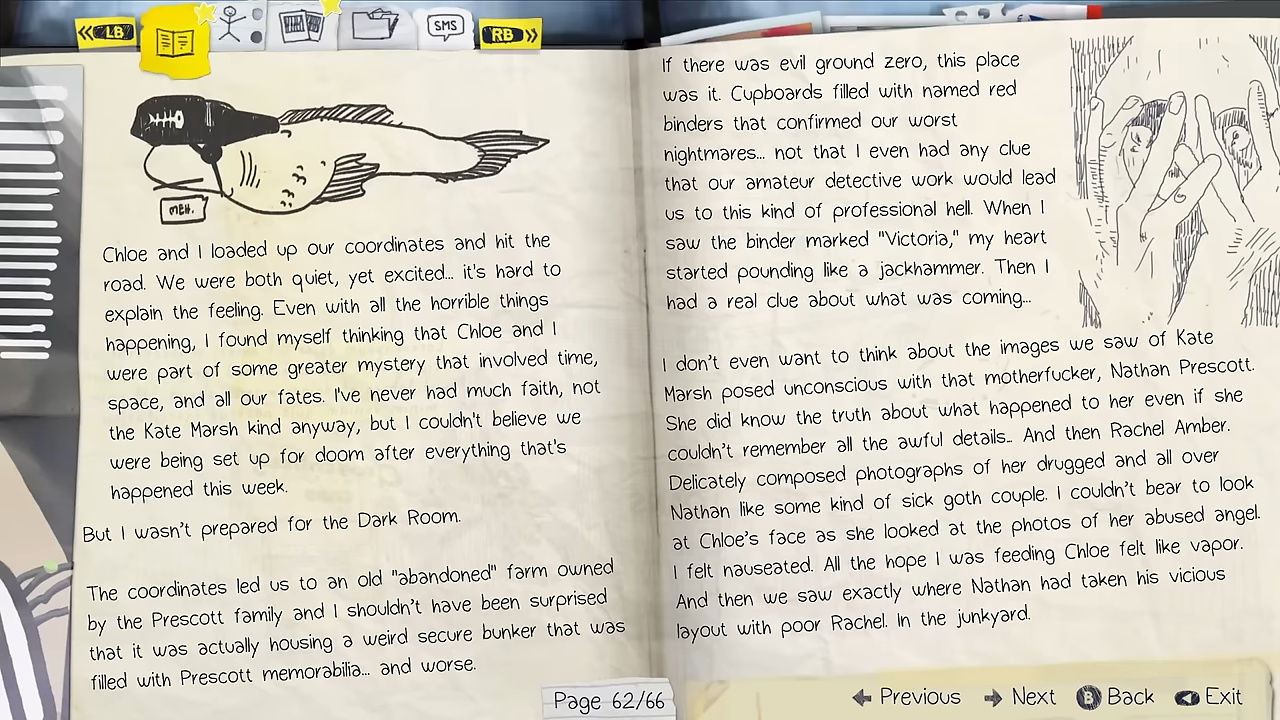 LB
SMS
RB
MEH.
Chloe and I loaded up our coordinates and hit the
road. We were both quiet, yet excited... it's hard to
explain the feeling. Even with all the horrible things
happening, I found myself thinking that Chloe and I
were part of some greater mystery that involved time,
space, and all our fates. I've never had much faith, not
the Kate Marsh kind anyway, but I couldn't believe we
were being set up for doom after everything that's
happened this week.
But I wasn't prepared for the Dark Room.
The coordinates led us to an old "abandoned" farm owned
by the Prescott family and I shouldn't have been surprised
that it was actually housing a weird secure bunker that was
filled with Prescott memorabilia... and worse.
If there was evil ground zero, this place
was it. Cupboards filled with named red
binders that confirmed our worst
nightmares... not that I even had any clue
that our amateur detective work would lead
us to this kind of professional hell. When I
saw the binder marked "Victoria," my heart
started pounding like a jackhammer. Then I
had a real clue about what was coming...
I don't even want to think about the images we saw of Kate
Marsh posed unconscious with that motherfucker, Nathan Prescott.
She did know the truth about what happened to her even if she
couldn't remember all the awful details... And then Rachel Amber.
Delicately composed photographs of her drugged and all over
Nathan like some kind of sick goth couple. I couldn't bear to look
at Chloe's face as she looked at the photos of her abused angel.
I felt nauseated. All the hope I was feeding Chloe felt like vapor.
And then we saw exactly where Nathan had taken his vicious
layout with poor Rachel. In the junkyard.
Page 62/66
Previous Next B Back Exit